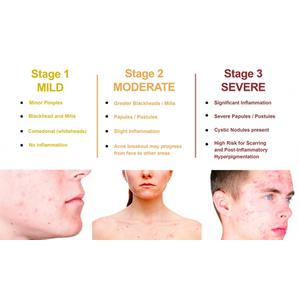 Stage 1
MILD
Minor Pimples
Blackhead and Milia
Comedonal (whiteheads)
No inflammation
Stage 2
MODERATE
Greater Blackheads / Milia
Papules / Pustules
Slight inflammation
Acne breakout may progress
from face to other areas
Stage 3
SEVERE
Significant Inflammation
Severe Papules / Pustules
Cystic Nodules present
High Risk for Scarring
and Post-Inflammatory
Hyperpigmentation